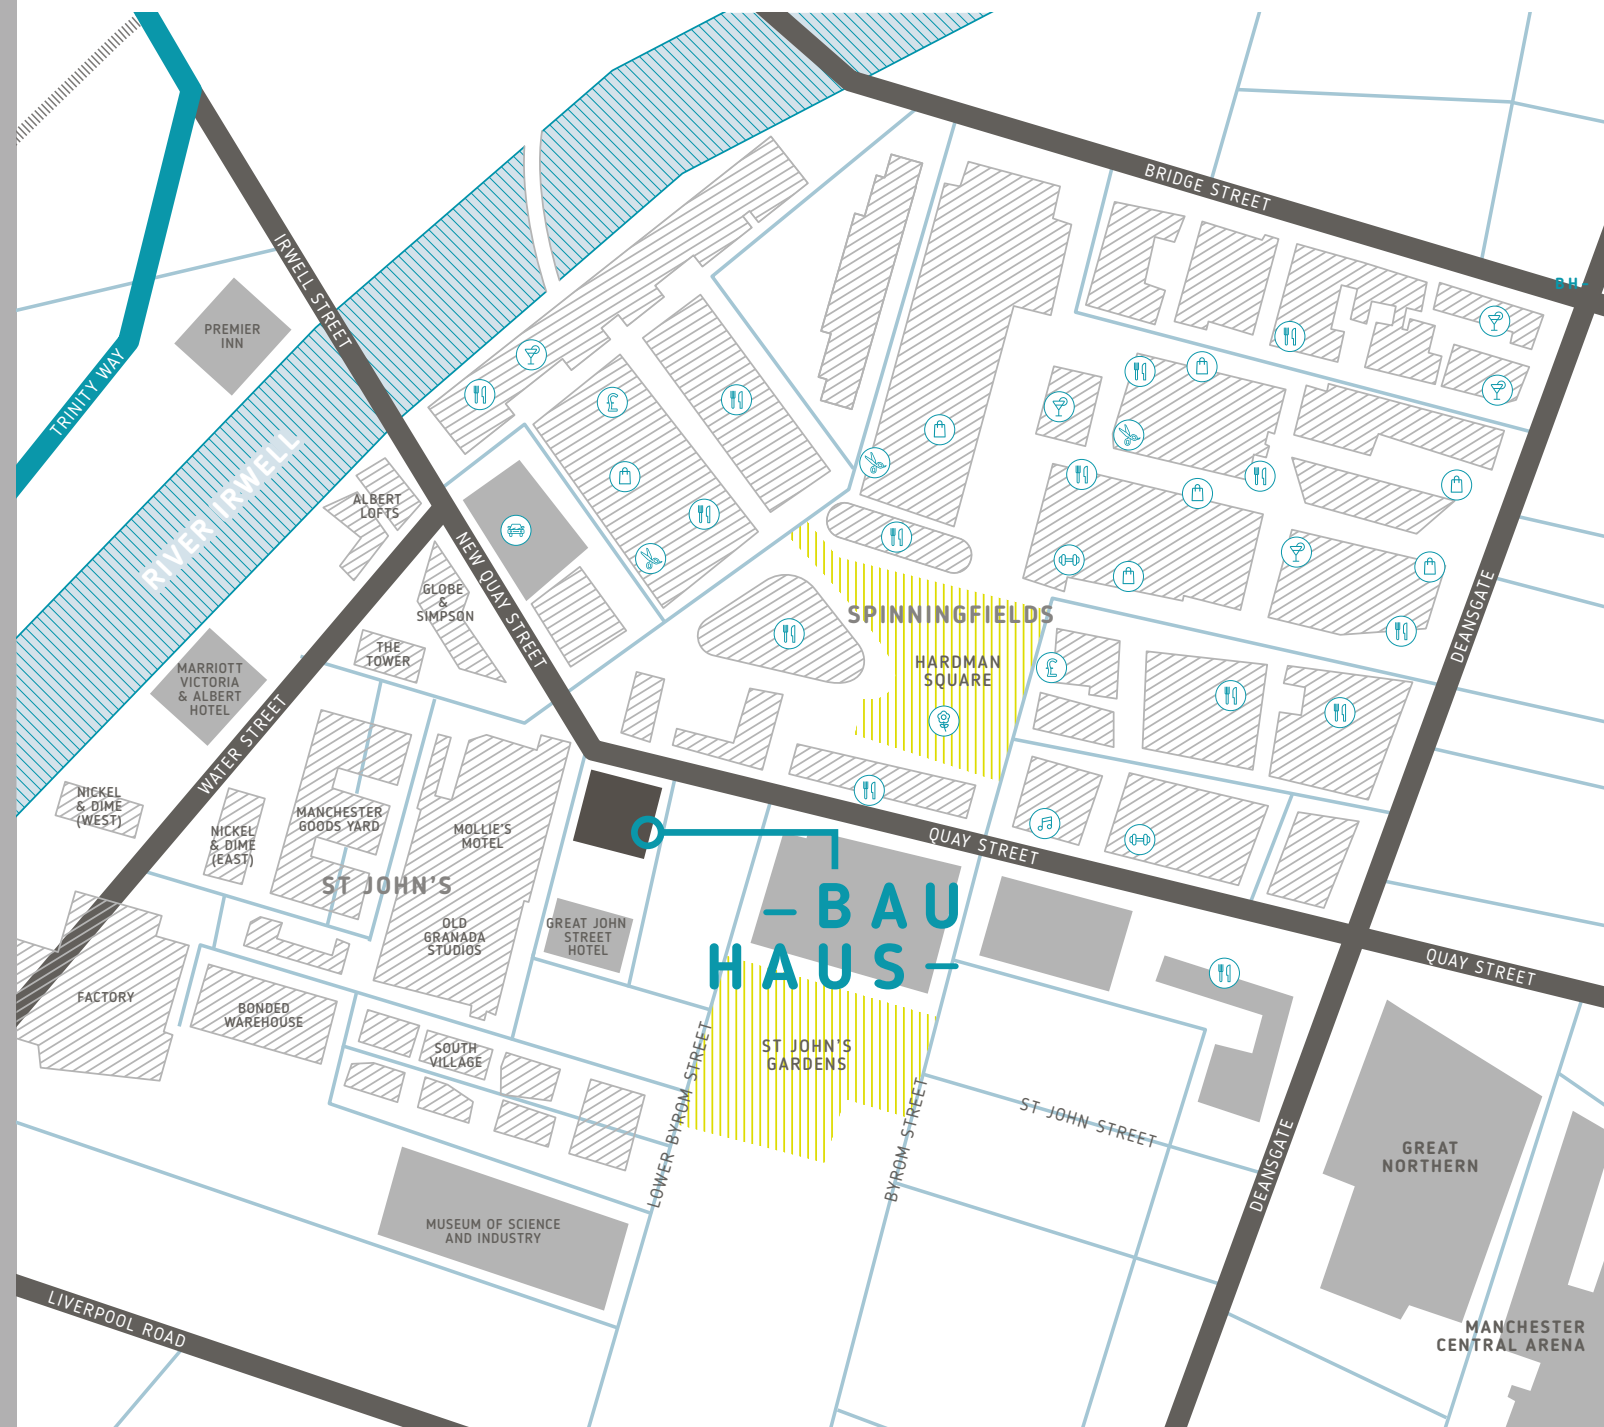 BRIDGE STREET
BH–
IRWELL STREET
PREMIER
INN
TRINITY WAY
RIVER IRWELL
ALBERT
LOFTS
NEW QUAY STREET
GLOBE
&
SIMPSON
SPINNINGFIELDS
DEANSGATE
THE
TOWER
HARDMAN
SQUARE
£
£
MARRIOTT
VICTORIA
& ALBERT
HOTEL
WATER STREET
NICKEL
& DIME
(WEST)
NICKEL
& DIME
(EAST)
MANCHESTER
GOODS YARD
MOLLIE'S
MOTEL
QUAY STREET
ST JOHN'S
–BAU
HAUS–
OLD
GRANADA
STUDIOS
GREAT JOHN
STREET
HOTEL
QUAY STREET
FACTORY
BONDED
WAREHOUSE
SOUTH
VILLAGE
ST JOHN'S
GARDENS
LOWER BYROM STREET
BYROM STREET
ST JOHN STREET
DEANSGATE
GREAT
NORTHERN
MUSEUM OF SCIENCE
AND INDUSTRY
LIVERPOOL ROAD
MANCHESTER
CENTRAL ARENA